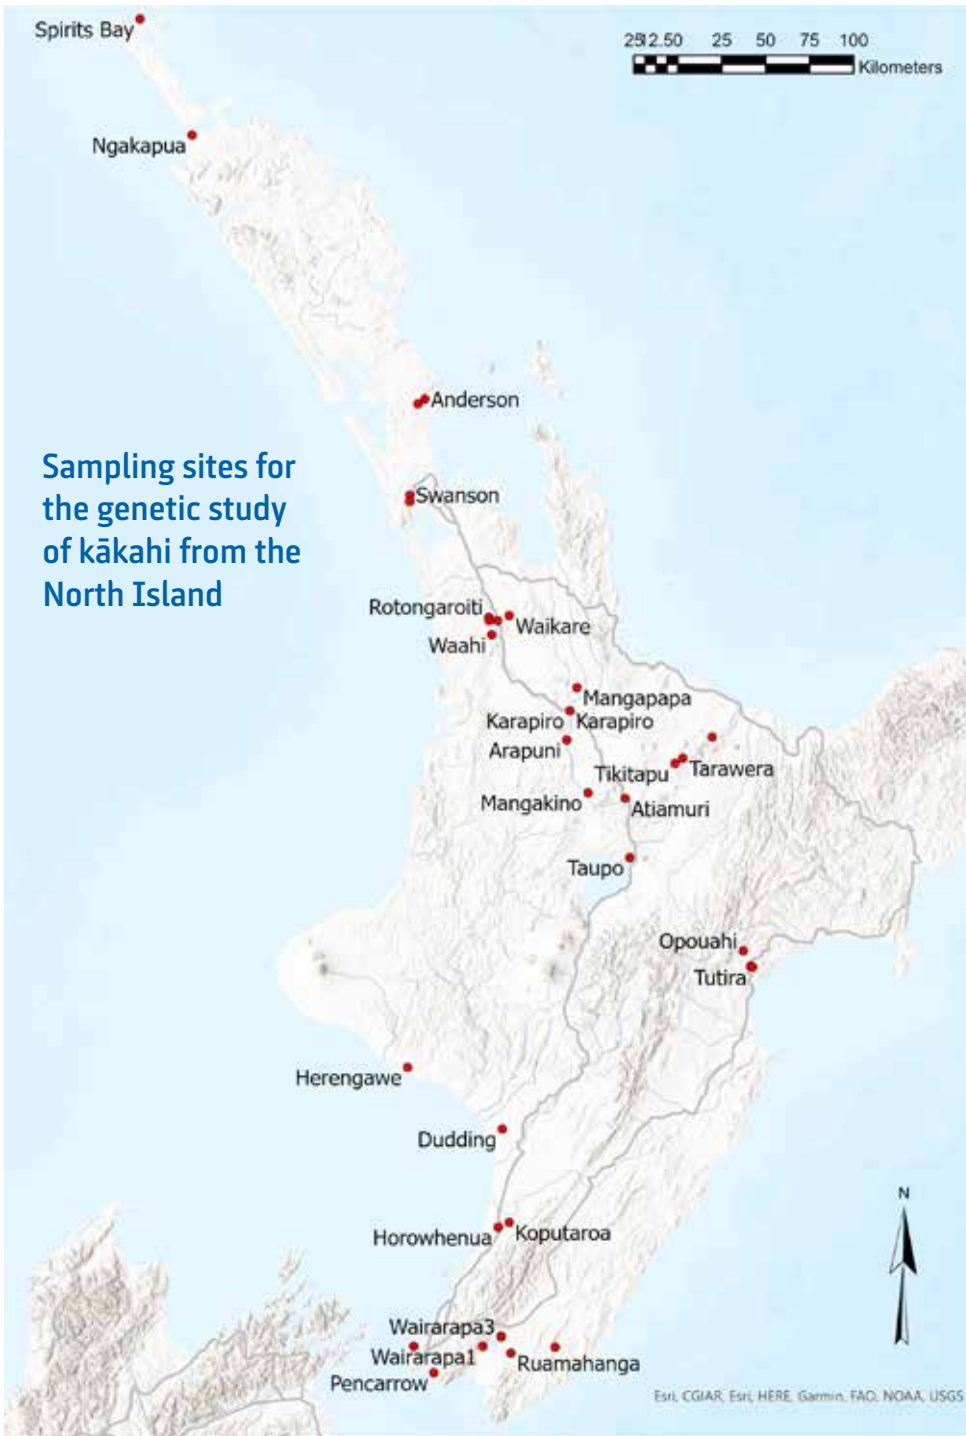 Spirits Bay
2512.50 25 50 75 100
Kilometers
Ngakapua
Anderson
Sampling sites for
the genetic study
of kākahi from the
North Island
Swanson
Rotongaroiti
Waikare
Waahi
Mangapapa
Karapiro Karapiro
Arapuni
Tikitapu Tarawera
Mangakino
Atiamuri
Taupo
Opouahi
Tutira
Herengawe
Dudding
N
Horowhenua Koputaroa
Wairarapa3
Wairarapa1
Ruamahanga
Pencarrow
Esri, CGIAR, Esri, HERE, Garmin, FAO, NOAA, USGS